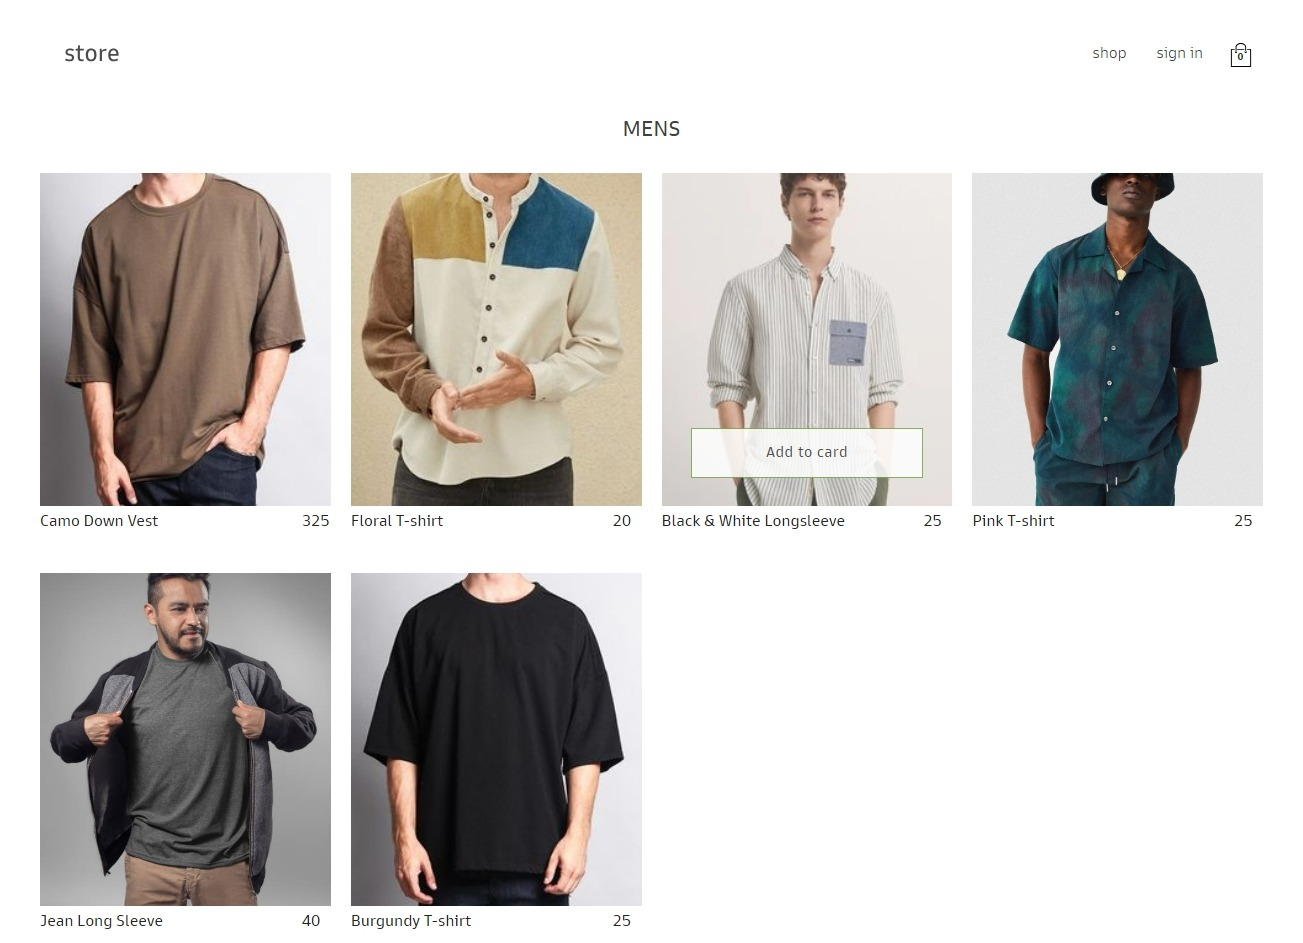 store
shop
sign in
0
MENS
Add to card
Camo Down Vest 325
Floral T-shirt 20
Black & White Longsleeve 25
Pink T-shirt 25
Jean Long Sleeve 40
Burgundy T-shirt 25